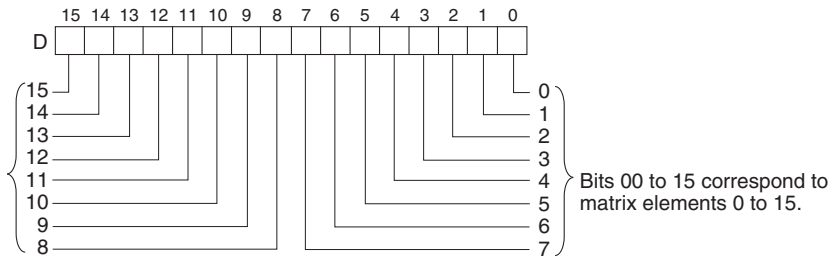 15 14 13 12 11 10 9 8 7 6 5 4 3 2 1 0
D
15 0
14 1
13 2
12 3
11 4
10 5
9 6
8 7
Bits 00 to 15 correspond to
matrix elements 0 to 15.